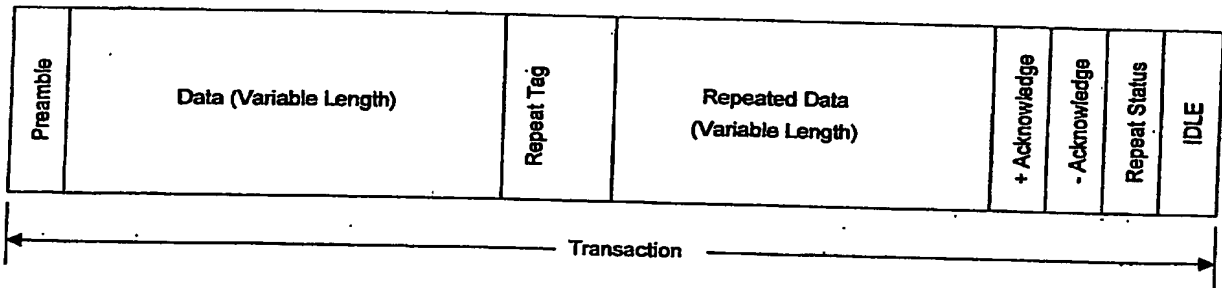 Preamble
Data (Variable Length)
Repeat Tag
Repeated Data
(Variable Length)
+ Acknowledge
- Acknowledge
Repeat Status
IDLE
Transaction